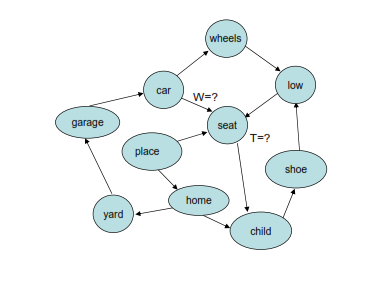 wheels
car
low
W=?
garage
seat
T=?
place
shoe
home
yard
child